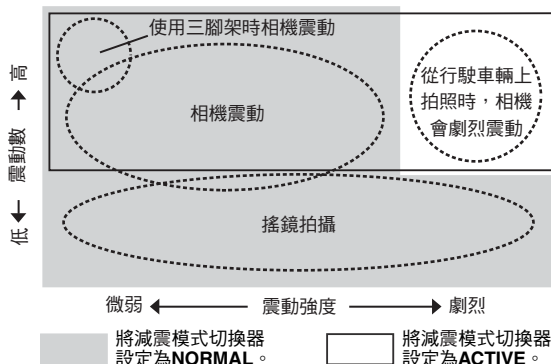 使用三腳架時相機震動
從行駛車輛上
拍照時，相機
會劇烈震動
相機震動
高
震動數
低
搖鏡拍攝
微弱
震動強度
劇烈
將減震模式切換器
設定為NORMAL。
將減震模式切換器
設定為ACTIVE。